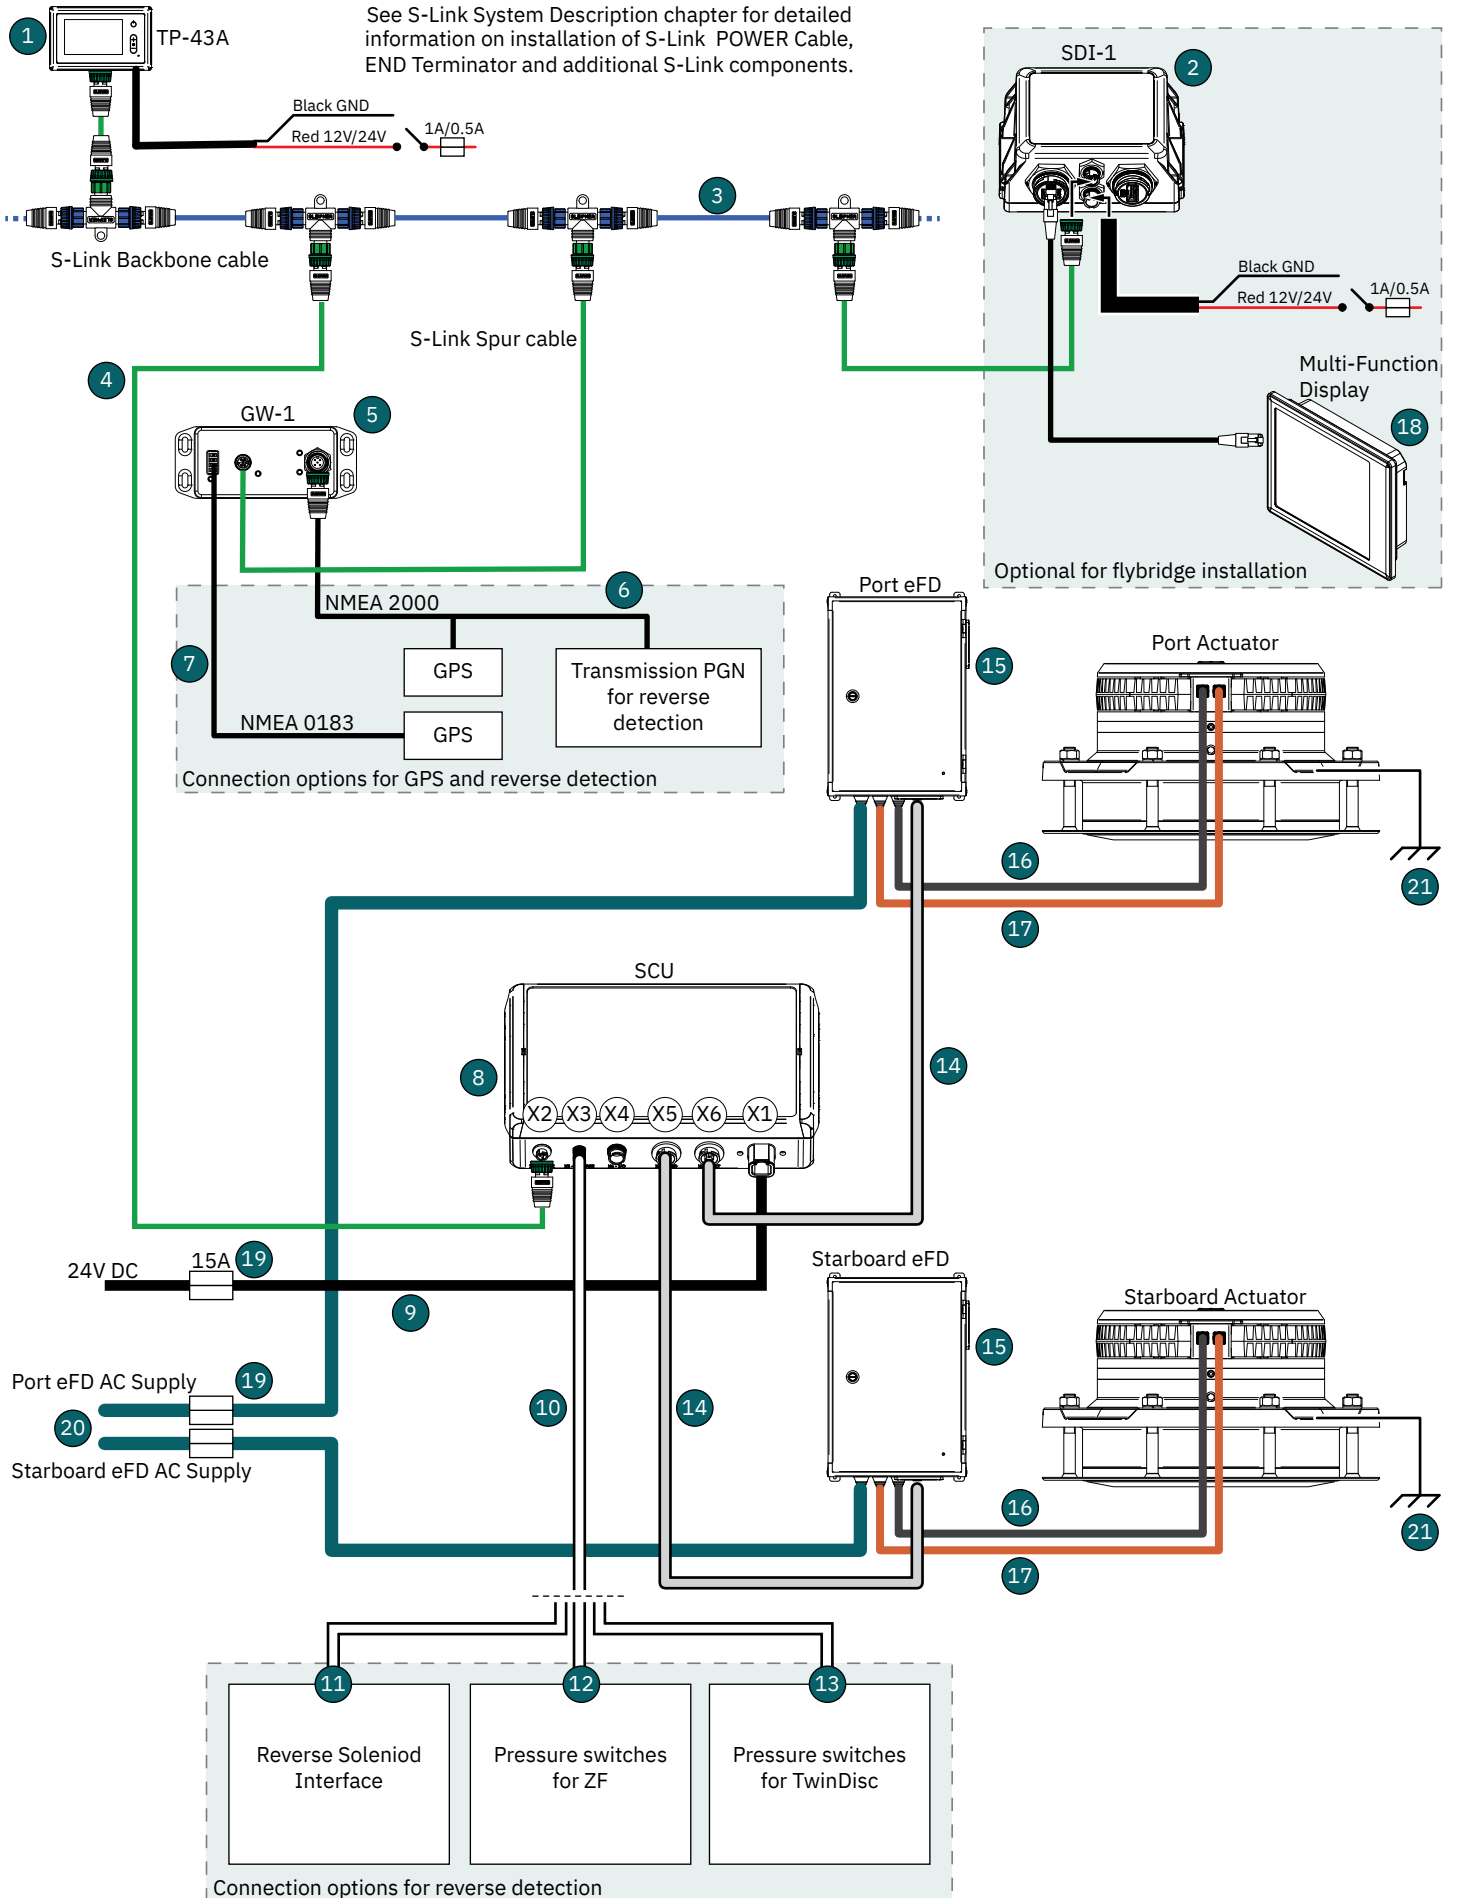 See S-Link System Description chapter for detailed
information on installation of S-Link POWER Cable,
END Terminator and additional S-Link components.
1
TP-43A
Black GND
Red 12V/24V
1A/0.5A
SDI-1
2
3
S-Link Backbone cable
Black GND
Red 12V/24V
1A/0.5A
S-Link Spur cable
4
Multi-Function
Display
18
GW-1
5
Optional for flybridge installation
6
NMEA 2000
7
GPS
Transmission PGN
for reverse
detection
NMEA 0183
GPS
Connection options for GPS and reverse detection
Port eFD
15
Port Actuator
16
21
17
SCU
8
14
X2
X3
X4
X5
X6
X1
24V DC
15A
19
9
Starboard eFD
15
Starboard Actuator
Port eFD AC Supply
19
20
10
14
Starboard eFD AC Supply
16
21
17
11
12
13
Reverse Soleniod
Interface
Pressure switches
for ZF
Pressure switches
for TwinDisc
Connection options for reverse detection